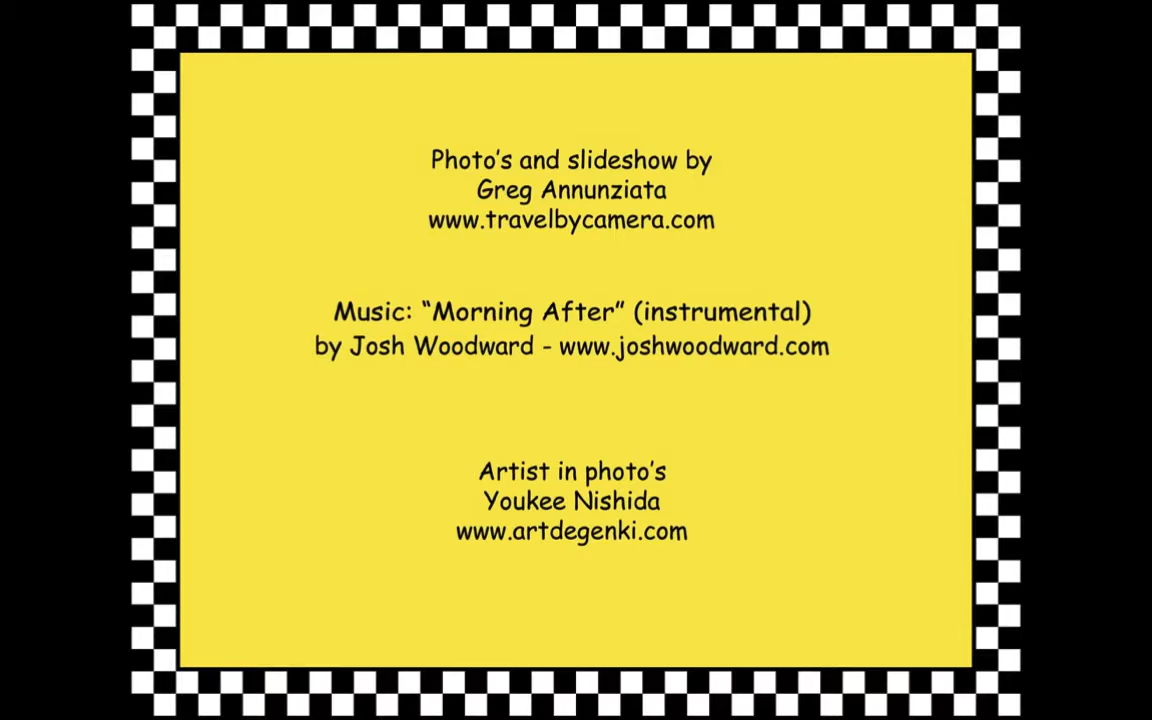 Photo's and slideshow by
Greg Annunziata
www.travelbycamera.com
Music: “Morning After” (instrumental)
by Josh Woodward - www.joshwoodward.com
Artist in photo's
Youkee Nishida
www.artdegenki.com